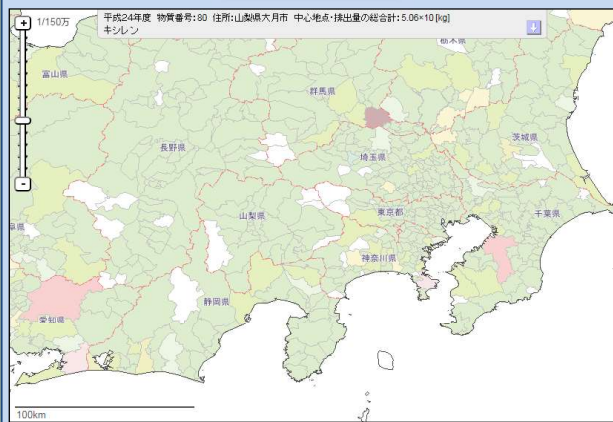 1/150万
平成24年度 物質番号:80 住所:山梨県大月市 中心地点・排出量の総合計:5.06×10 [kg]
キシレン
栃木県
富山県
群馬県
茨城県
長野県
埼玉県
山梨県
東京都
千葉県
阜県
神奈川県
静岡県
愛知県
100km